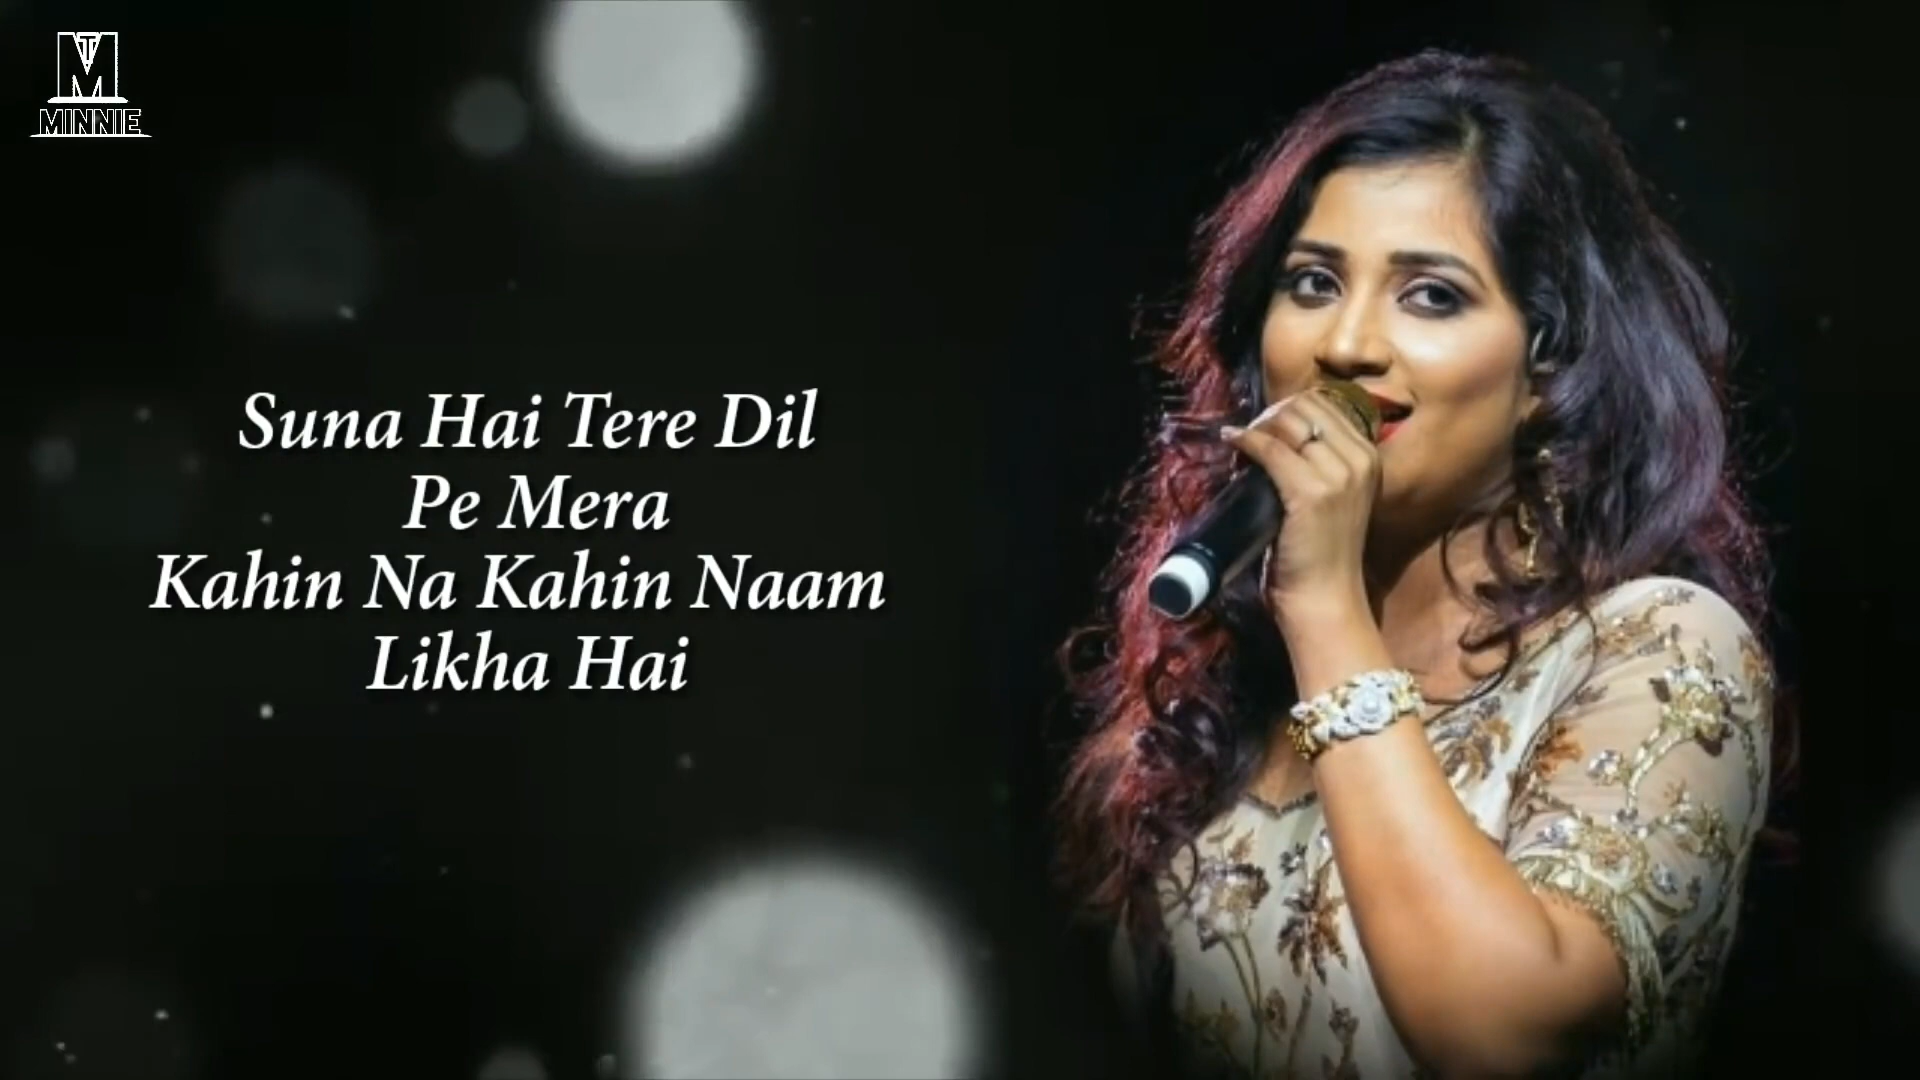 MINNIE
Suna Hai Tere Dil
Pe Mera
Kahin Na Kahin Naam
Likha Hai